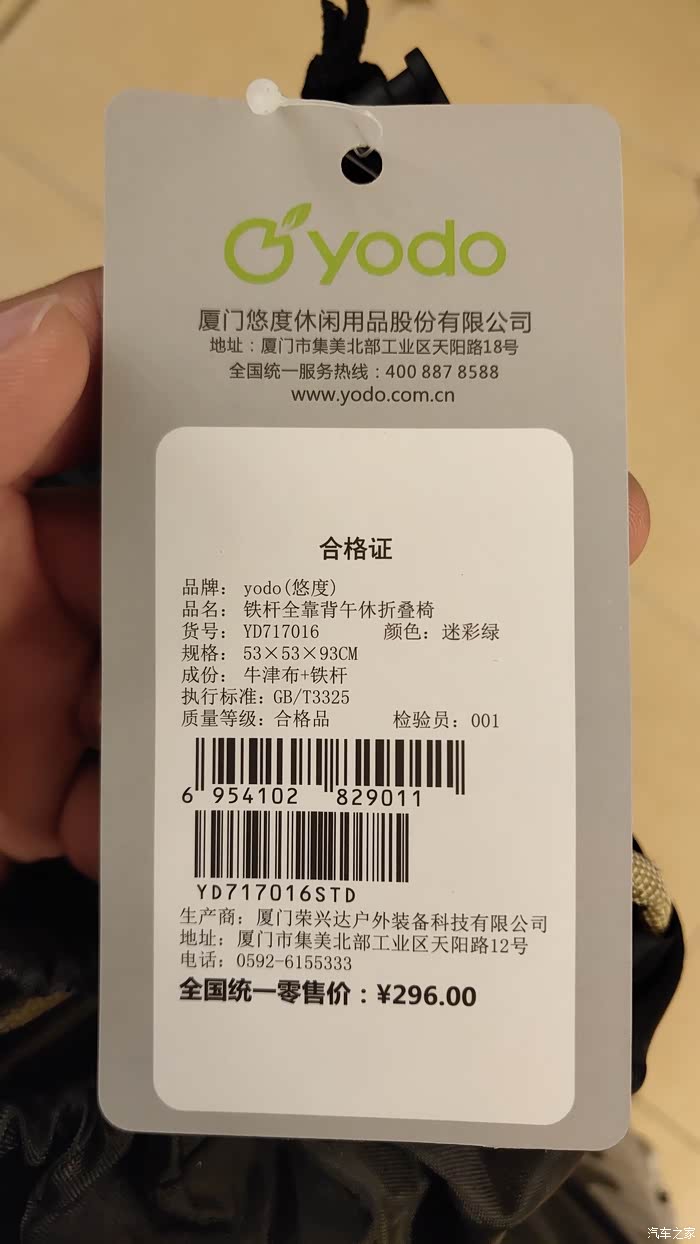 yodo
厦门悠度休闲用品股份有限公司
地址：厦门市集美北部工业区天阳路18号
全国统一服务热线：400 887 8588
www.yodo.com.cn
合格证
品牌： yodo(悠度)
品名： 铁杆全靠背午休折叠椅
货号： YD717016 颜色：迷彩绿
规格： 53×53×93CM
成份： 牛津布+铁杆
执行标准：GB/T3325
质量等级：合格品 检验员：001
6 954102 829011
YD717016STD
生产商：厦门荣兴达户外装备科技有限公司
地址：厦门市集美北部工业区天阳路12号
电话：0592-6155333
全国统一零售价：¥296.00
汽车之家